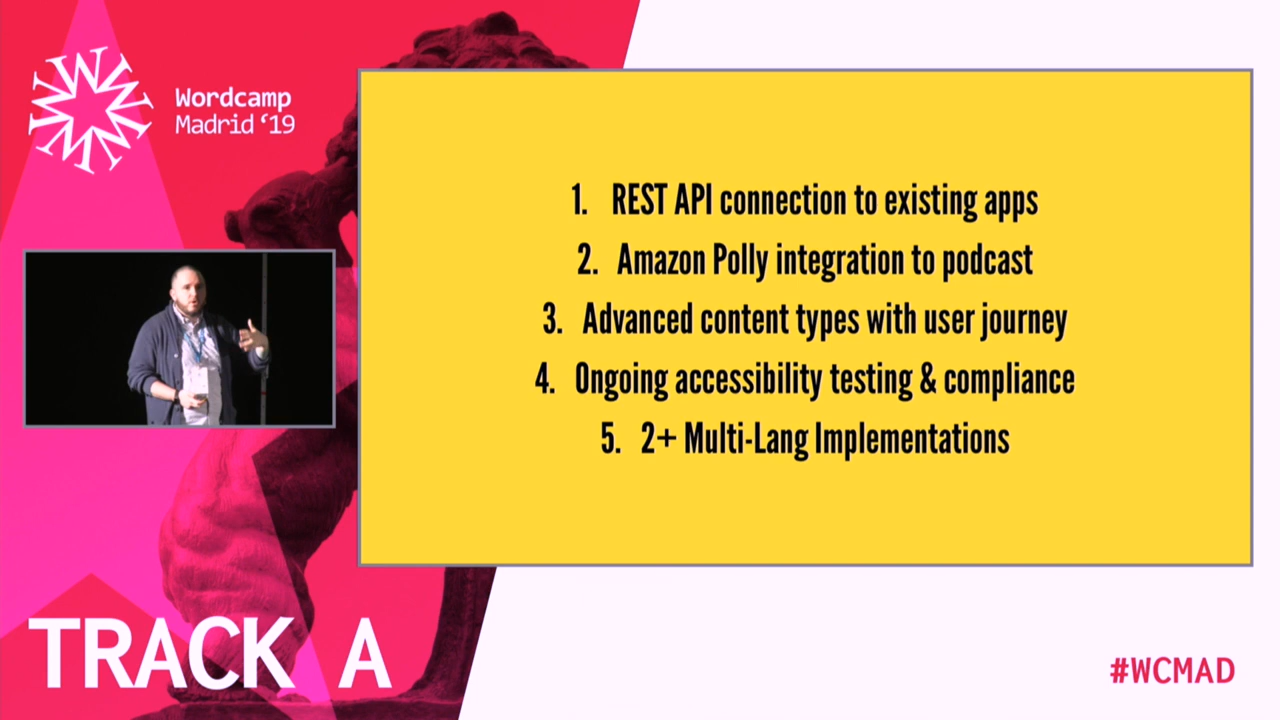 Wordcamp
Madrid ‘19
1. REST API connection to existing apps
2. Amazon Polly integration to podcast
3. Advanced content types with user journey
4. Ongoing accessibility testing & compliance
5. 2+ Multi-Lang Implementations
TRACK A
#WCMAD